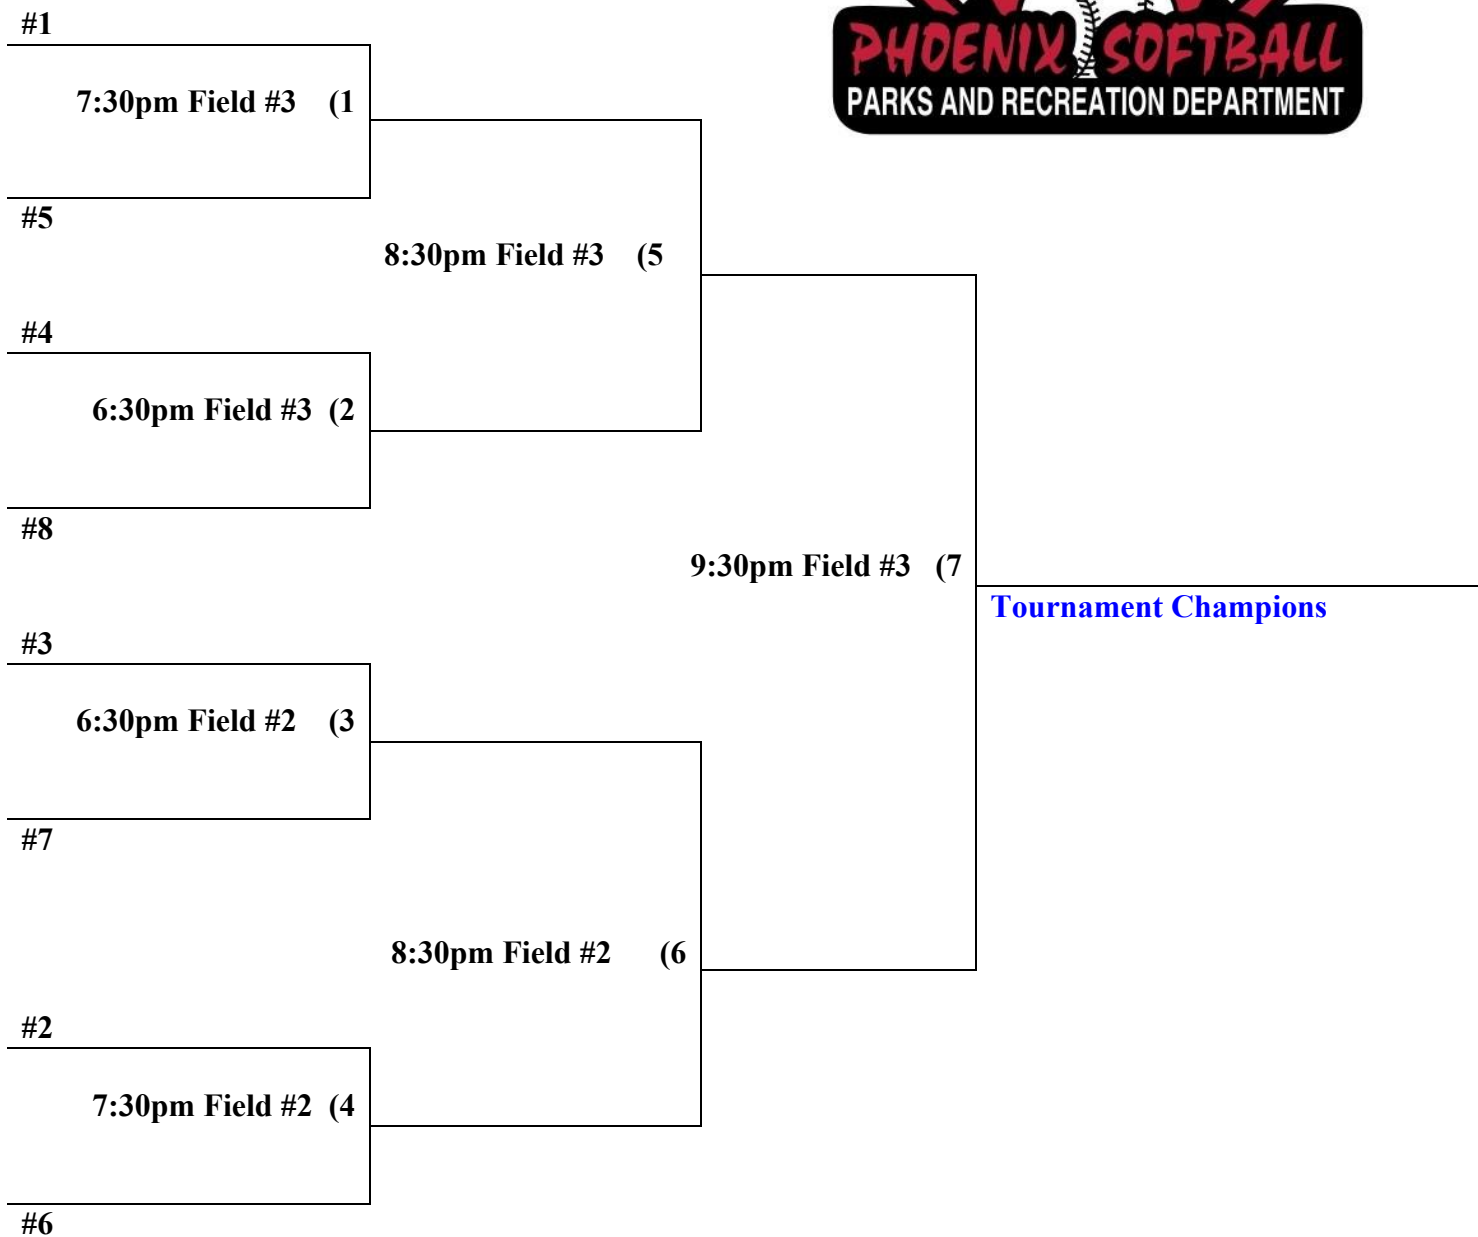 #1
PHOENIX SOFTBALL
7:30pm Field #3 (1
PARKS AND RECREATION DEPARTMENT
#5
8:30pm Field #3 (5
#4
6:30pm Field #3 (2
#8
9:30pm Field #3 (7
Tournament Champions
#3
6:30pm Field #2 (3
#7
8:30pm Field #2 (6
#2
7:30pm Field #2 (4
#6